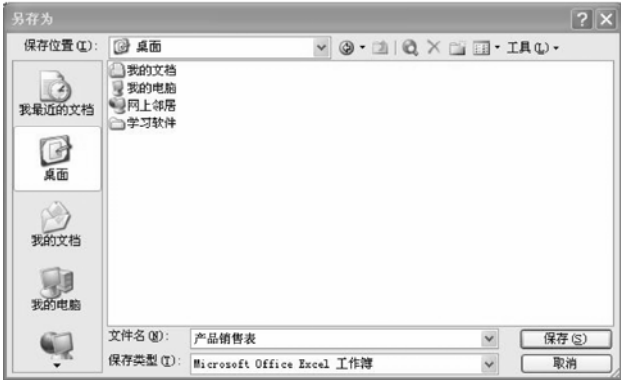 另存为
保存位置(I): 桌面 工具(L)
我的文档
我的电脑
网上邻居
学习软件
我最近的文档
桌面
我的文档
我的电脑
文件名(N): 产品销售表 保存(S)
保存类型(T): Microsoft Office Excel 工作簿 取消